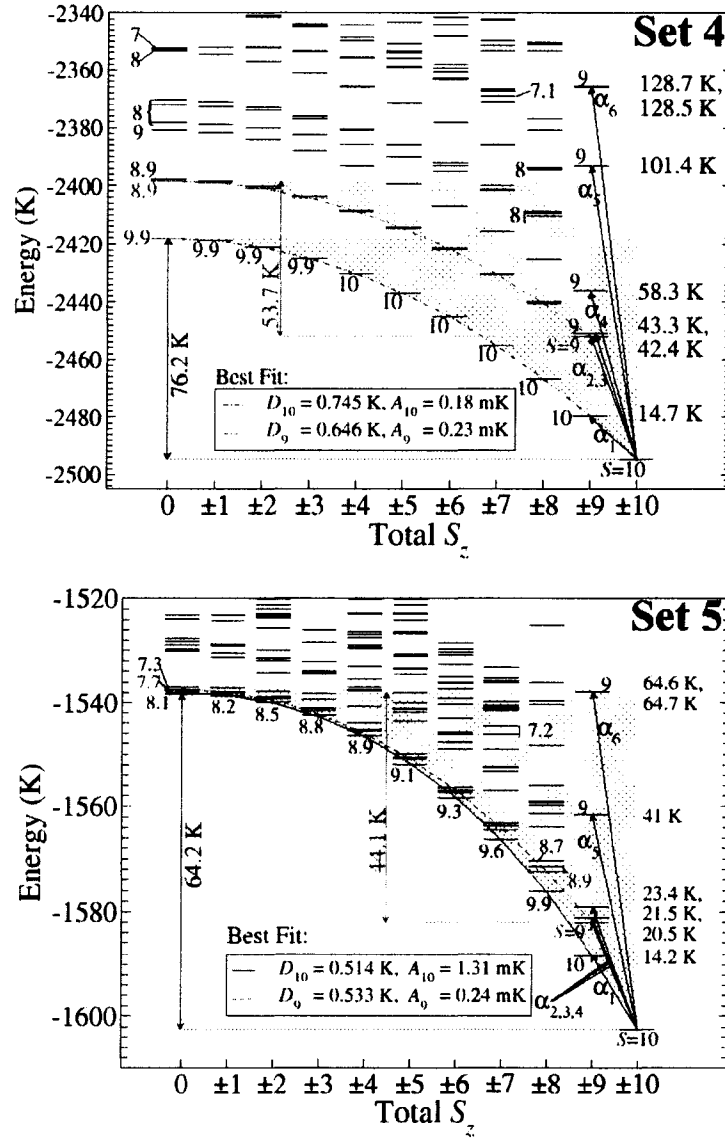 Set 4
-2340
-2360
-2380
-2400
-2420
-2440
-2460
-2480
-2500
Energy (K)
7
8
8
9
8.9
8.9
9.9
9.9
9.9
9.9
10
10
10
10
10
10
7.1
8
8
9
α6
9
α5
9
α4
9
S=9
α2,3
α1
S=10
128.7 K,
128.5 K
101.4 K
58.3 K
43.3 K,
42.4 K
14.7 K
76.2 K
53.7 K
Best Fit:
D10 = 0.745 K, A10 = 0.18 mK
D9 = 0.646 K, A9 = 0.23 mK
0 ±1 ±2 ±3 ±4 ±5 ±6 ±7 ±8 ±9 ±10
Total Sz
Set 5
-1520
-1540
-1560
-1580
-1600
Energy (K)
7.3
7.7
8.1
8.2
8.5
8.8
8.9
9.1
9.3
9.6
9.9
7.2
8.7
8.9
9
α6
9
α5
S=9
10
α1
α2,3,4
S=10
64.6 K,
64.7 K
41 K
23.4 K,
21.5 K,
20.5 K
14.2 K
64.2 K
44.1 K
Best Fit:
D10 = 0.514 K, A10 = 1.31 mK
D9 = 0.533 K, A9 = 0.24 mK
0 ±1 ±2 ±3 ±4 ±5 ±6 ±7 ±8 ±9 ±10
Total Sz